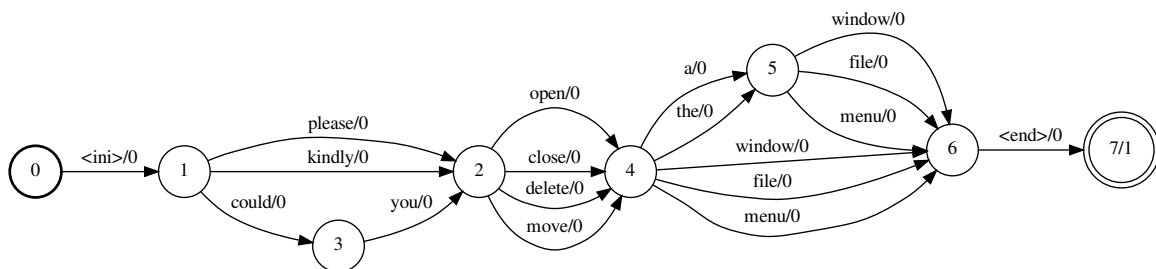 window/0
a/0
5
file/0
open/0
the/0
please/0
menu/0
<ini>/0
kindly/0
close/0
window/0
6
<end>/0
0
1
2
4
7/1
delete/0
file/0
could/0
you/0
move/0
menu/0
3